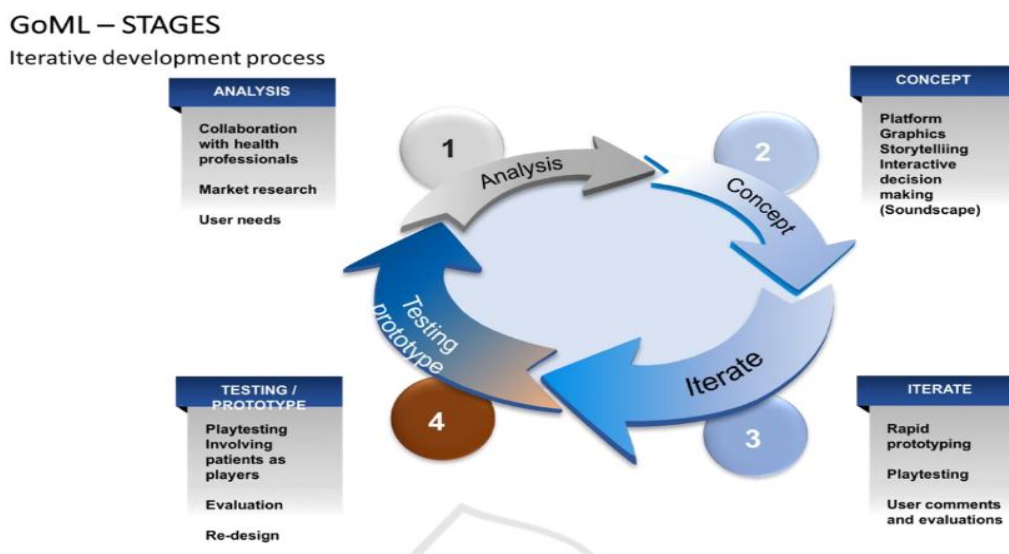 GoML – STAGES
Iterative development process
ANALYSIS
Collaboration
with health
professionals
Market research
User needs
1
Analysis
2
Concept
CONCEPT
Platform
Graphics
Storytelliing
Interactive
decision
making
(Soundscape)
Testing
prototype
Iterate
TESTING /
PROTOTYPE
Playtesting
Involving
patients as
players
Evaluation
Re-design
4
3
ITERATE
Rapid
prototyping
Playtesting
User comments
and evaluations